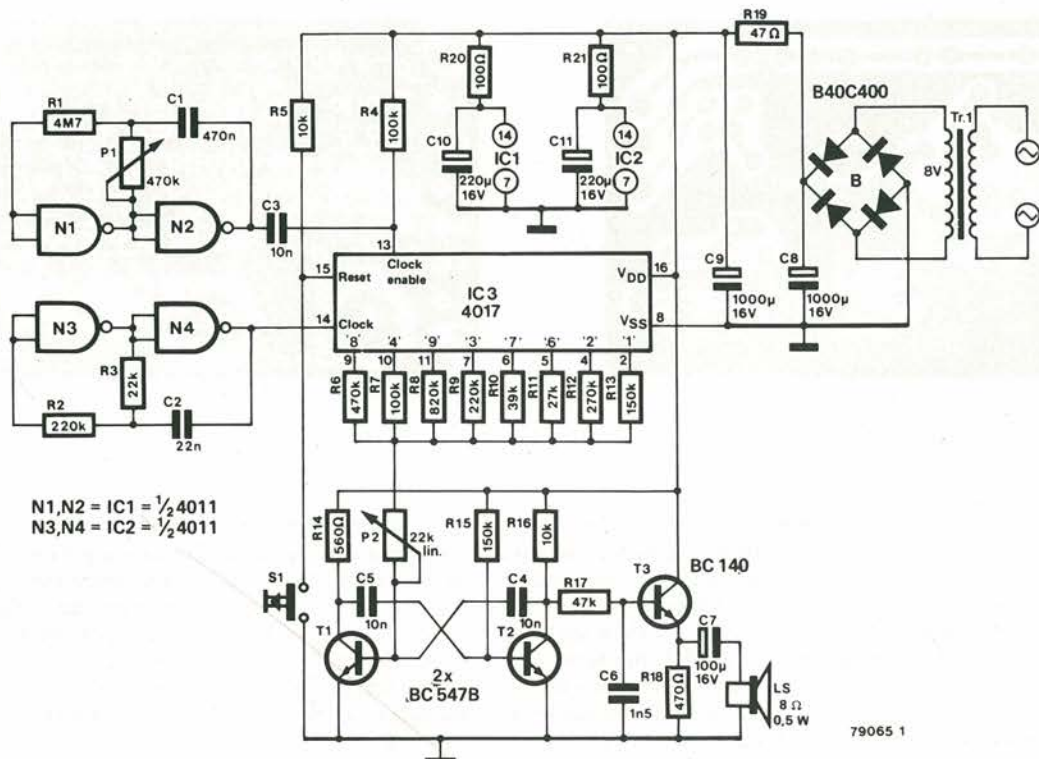 R19
47Ω
R20
100Ω
R21
100Ω
B40C400
R1
4M7
C1
470n
R5
10k
R4
100k
C10
220µ
16V
14
IC1
7
C11
220µ
16V
14
IC2
7
Tr.1
8V
B
P1
470k
N1
N2
C3
10n
13
Clock
enable
15
Reset
IC3
4017
VDD
16
C9
1000µ
16V
C8
1000µ
16V
N3
N4
14
Clock
VSS
8
'8' '4' '9' '3' '7' '6' '2' '1'
9 10 11 7 6 5 4 2
R3
22k
R6
470k
R7
100k
R8
820k
R9
220k
R10
39k
R11
27k
R12
270k
R13
150k
R2
220k
C2
22n
N1,N2 = IC1 = ½ 4011
N3,N4 = IC2 = ½ 4011
R14
560Ω
P2
22k
lin.
R15
150k
R16
10k
T3
BC 140
S1
C5
10n
C4
10n
R17
47k
C7
100µ
16V
T1
T2
2x
BC 547B
C6
1n5
R18
470Ω
LS
8 Ω
0,5 W
79065 1